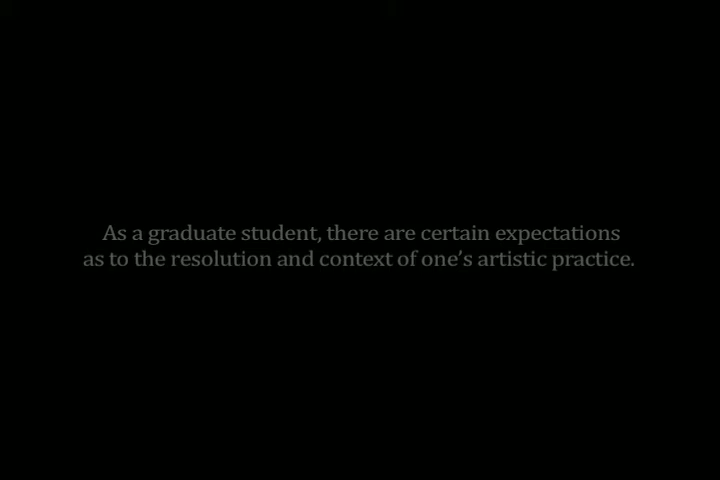 As a graduate student, there are certain expectations
as to the resolution and context of one’s artistic practice.